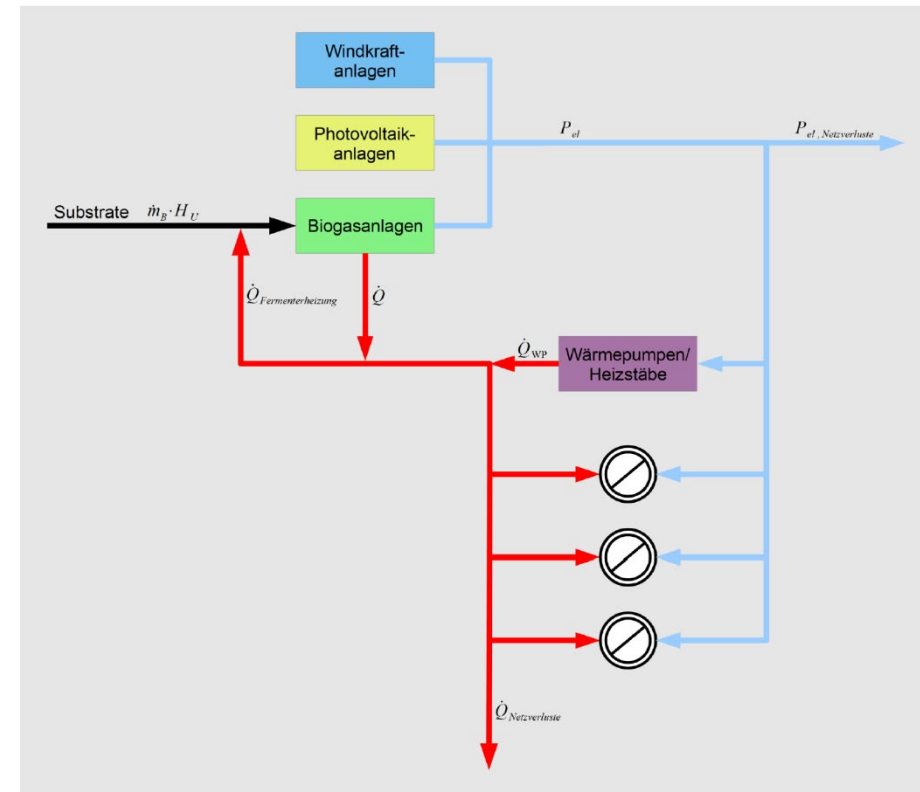 Windkraft-
anlagen
Photovoltaik-
anlagen
P_el
P_el, Netzverluste
Substrate ṁ_B · H_U
Biogasanlagen
Q̇_Fermenterheizung
Q̇
Q̇_WP
Wärmepumpen/
Heizstäbe
Q̇_Netzverluste